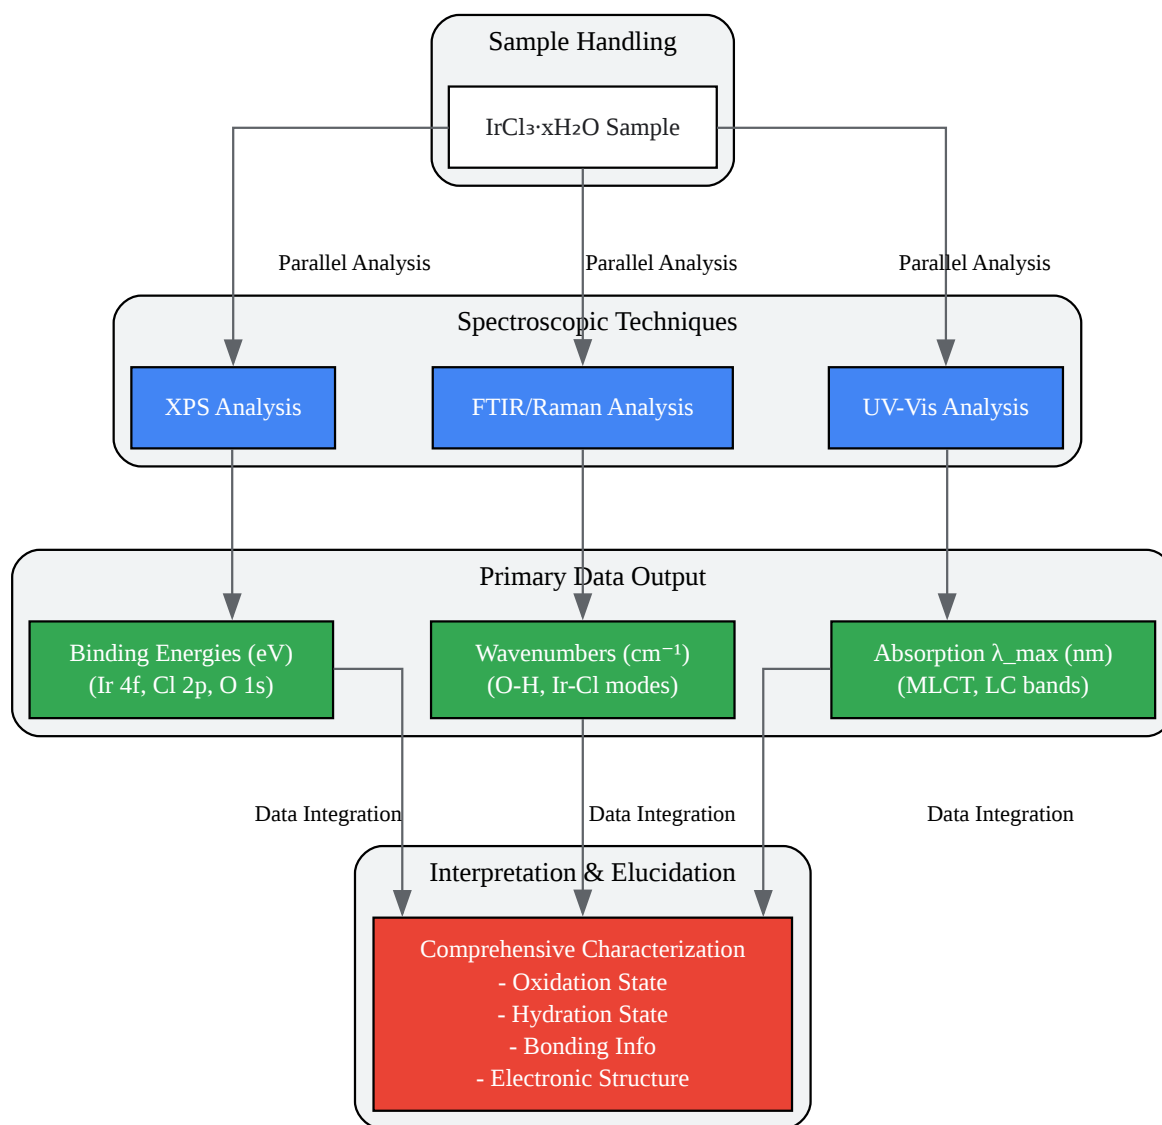 Sample Handling
IrCl₃·xH₂O Sample
Parallel Analysis
Parallel Analysis
Parallel Analysis
Spectroscopic Techniques
XPS Analysis
FTIR/Raman Analysis
UV-Vis Analysis
Primary Data Output
Binding Energies (eV)
(Ir 4f, Cl 2p, O 1s)
Wavenumbers (cm⁻¹)
(O-H, Ir-Cl modes)
Absorption λ_max (nm)
(MLCT, LC bands)
Data Integration
Data Integration
Data Integration
Interpretation & Elucidation
Comprehensive Characterization
- Oxidation State
- Hydration State
- Bonding Info
- Electronic Structure